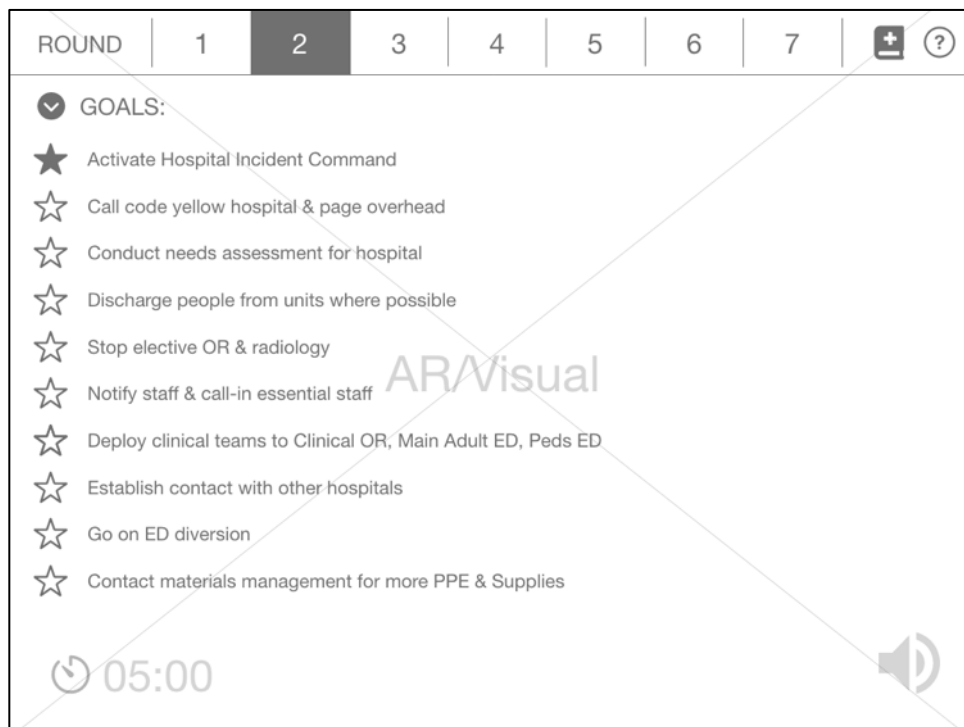 ROUND 1 2 3 4 5 6 7 ?
GOALS:
Activate Hospital Incident Command
Call code yellow hospital & page overhead
Conduct needs assessment for hospital
Discharge people from units where possible
Stop elective OR & radiology
AR/Visual
Notify staff & call-in essential staff
Deploy clinical teams to Clinical OR, Main Adult ED, Peds ED
Establish contact with other hospitals
Go on ED diversion
Contact materials management for more PPE & Supplies
05:00